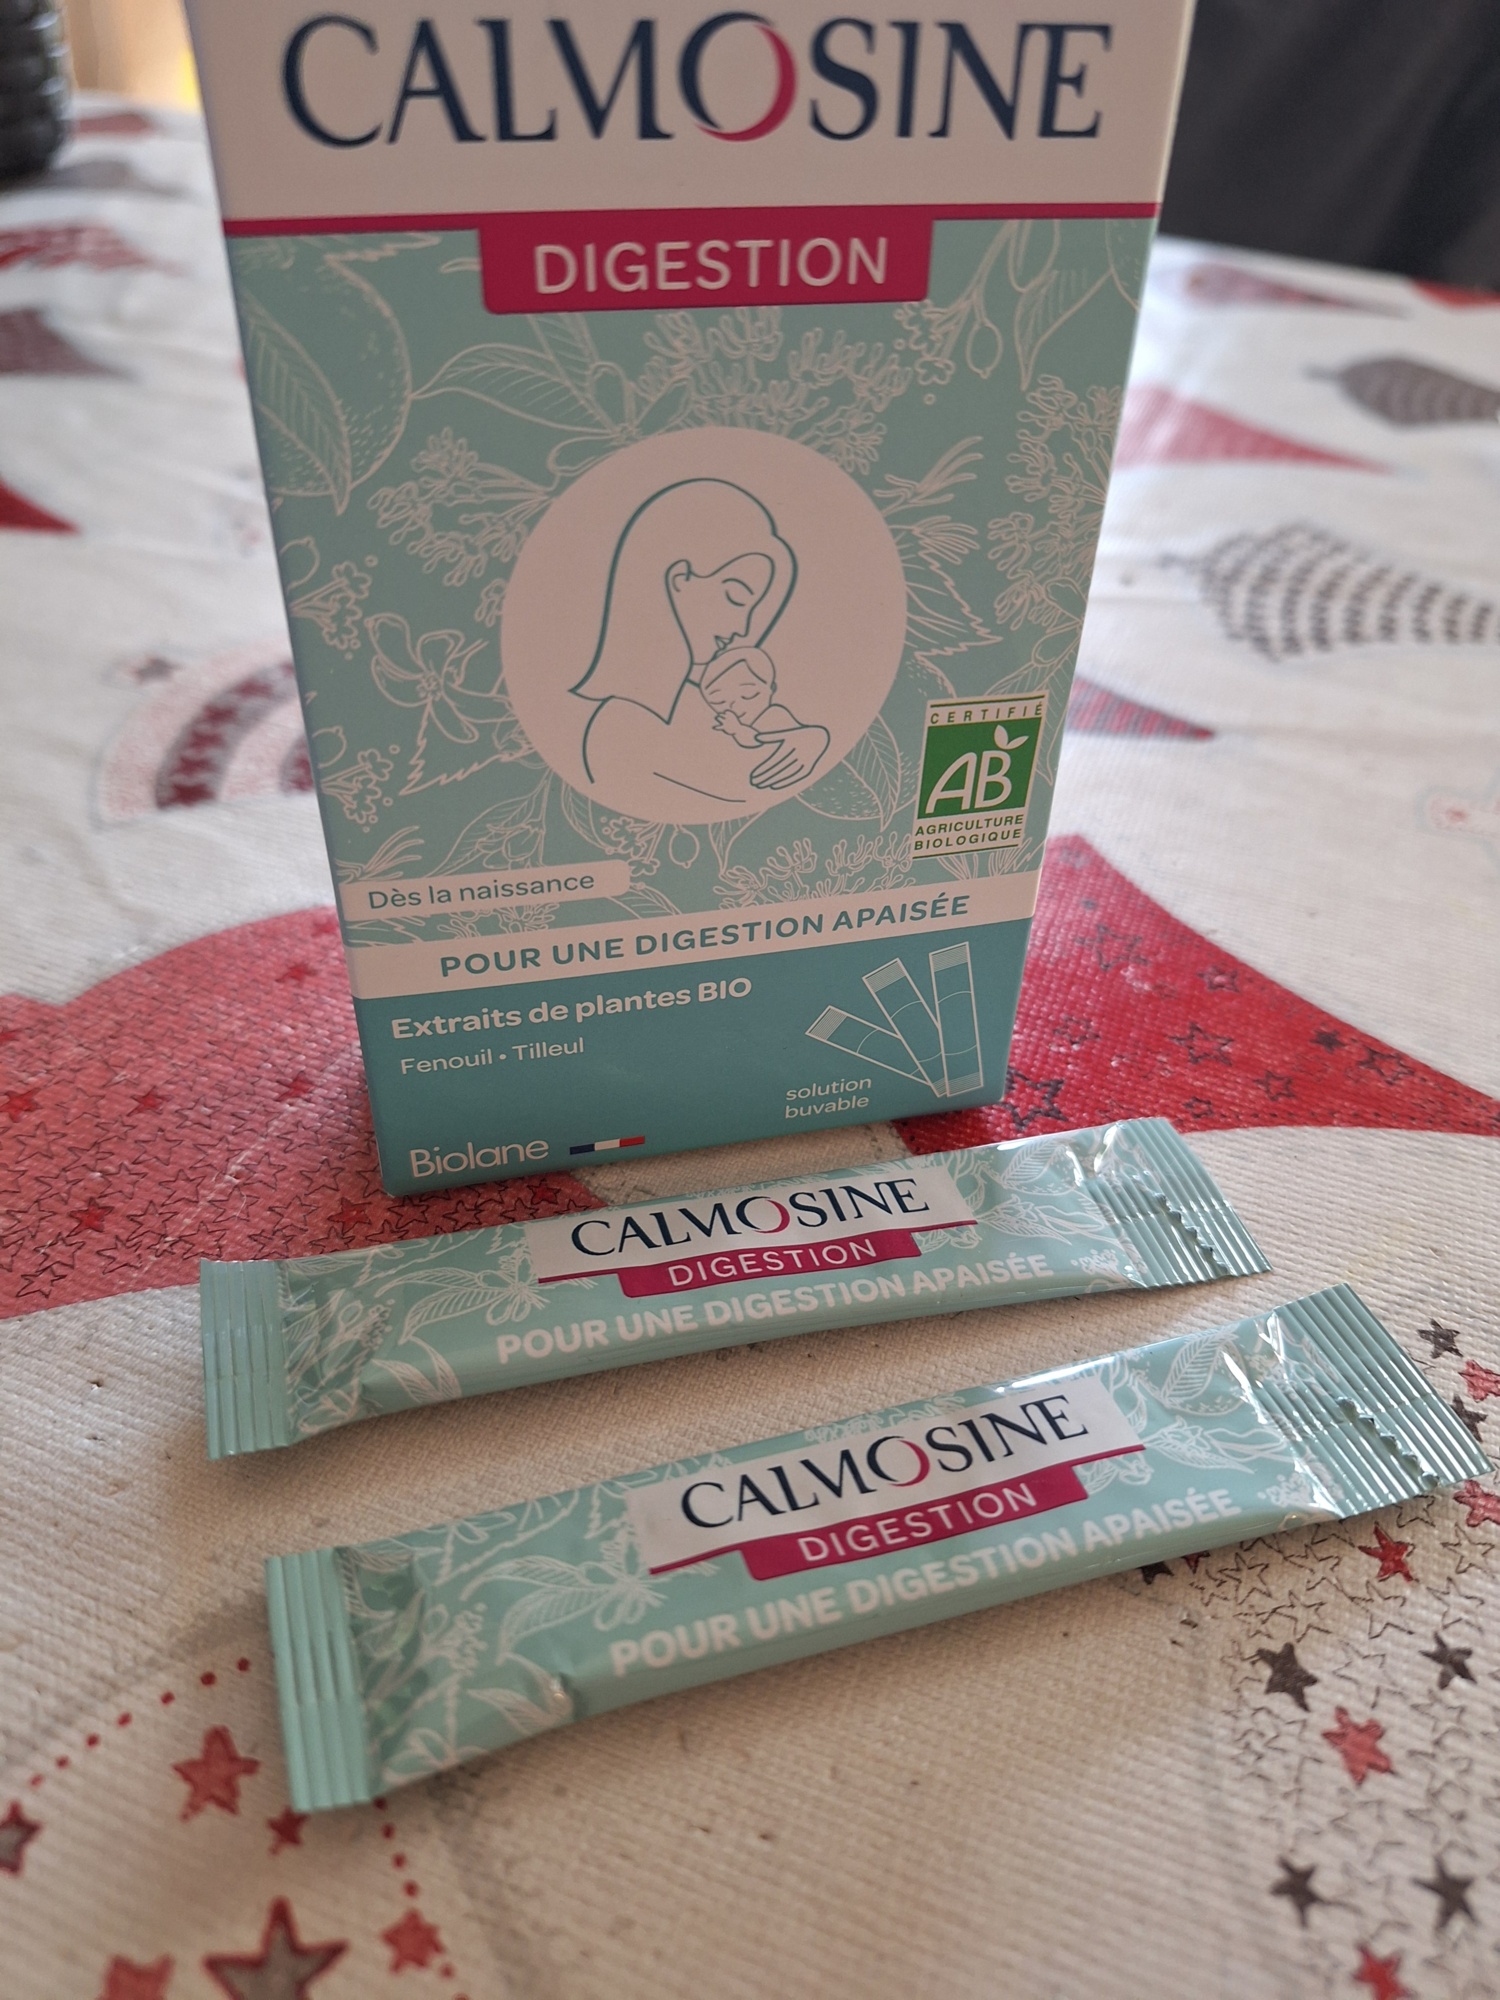 CALMOSINE
DIGESTION
CERTIFIÉ
AB
AGRICULTURE
BIOLOGIQUE
Dès la naissance
POUR UNE DIGESTION APAISÉE
Extraits de plantes BIO
Fenouil • Tilleul
solution
buvable
Biolane
CALMOSINE
DIGESTION
POUR UNE DIGESTION APAISÉE
CALMOSINE
DIGESTION
POUR UNE DIGESTION APAISÉE